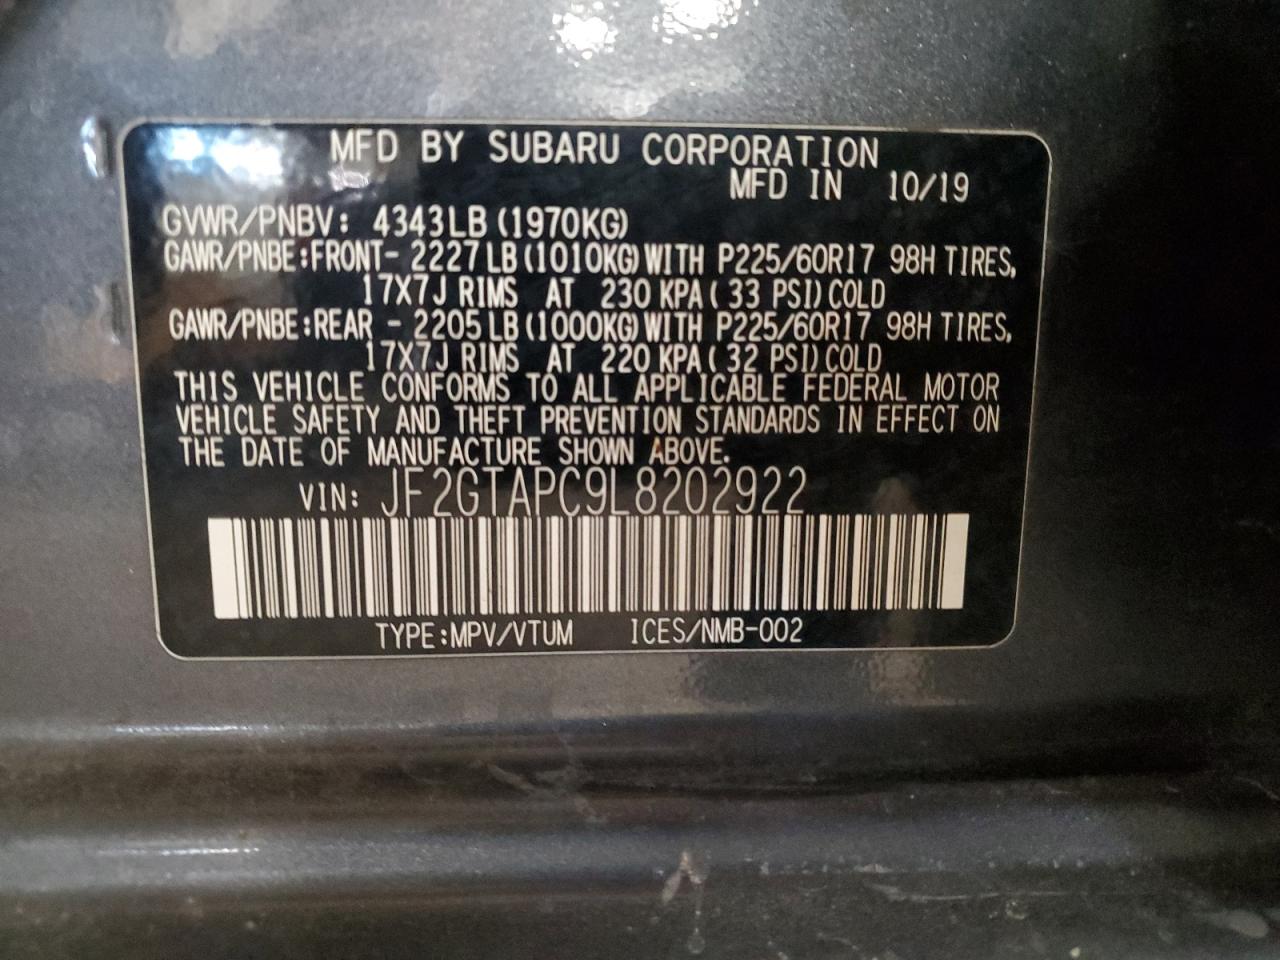 MFD BY SUBARU CORPORATION
MFD IN 10/19
GVWR/PNBV: 4343LB (1970KG)
GAWR/PNBE:FRONT- 2227LB(1010KG)WITH P225/60R17 98H TIRES,
17X7J RIMS AT 230 KPA( 33 PSI)COLD
GAWR/PNBE:REAR - 2205LB(1000KG)WITH P225/60R17 98H TIRES,
17X7J RIMS AT 220 KPA( 32 PSI)COLD
THIS VEHICLE CONFORMS TO ALL APPLICABLE FEDERAL MOTOR
VEHICLE SAFETY AND THEFT PREVENTION STANDARDS IN EFFECT ON
THE DATE OF MANUFACTURE SHOWN ABOVE.
VIN: JF2GTAPC9L8202922
TYPE:MPV/VTUM ICES/NMB-002